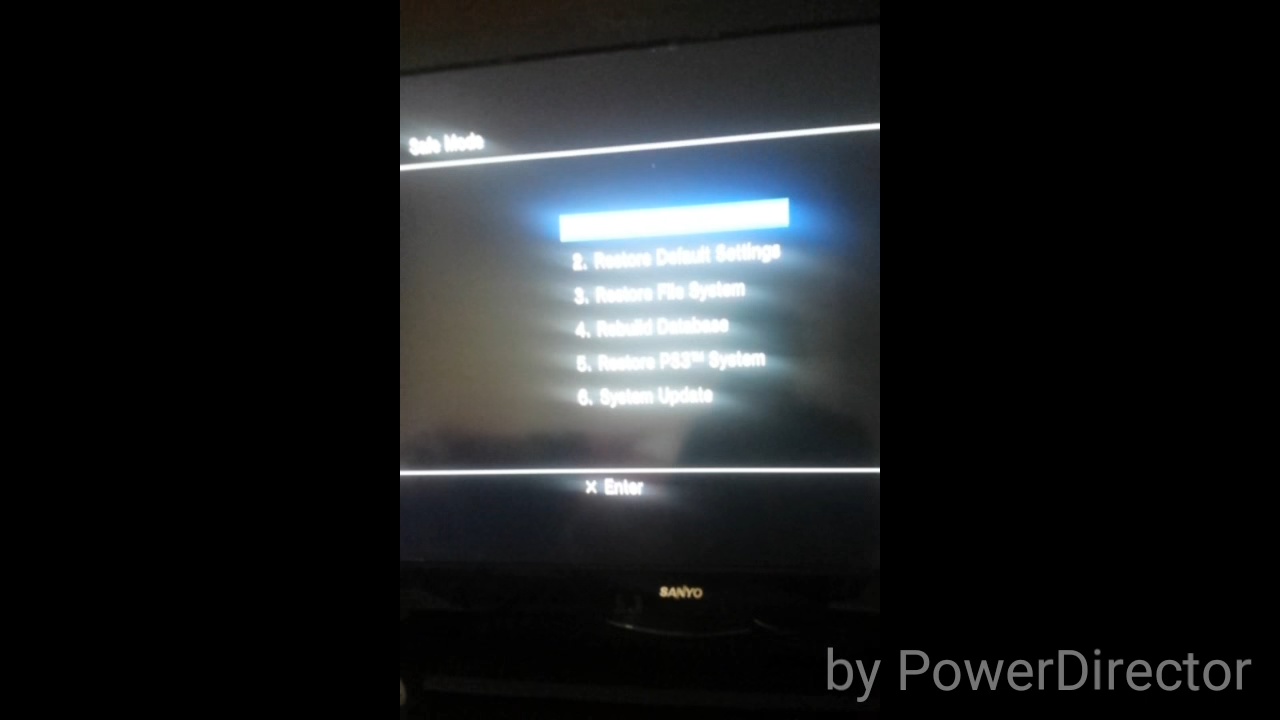 Safe Mode
2. Restore Default Settings
3. Restore File System
4. Rebuild Database
5. Restore PS3™ System
6. System Update
✕ Enter
SANYO
by PowerDirector